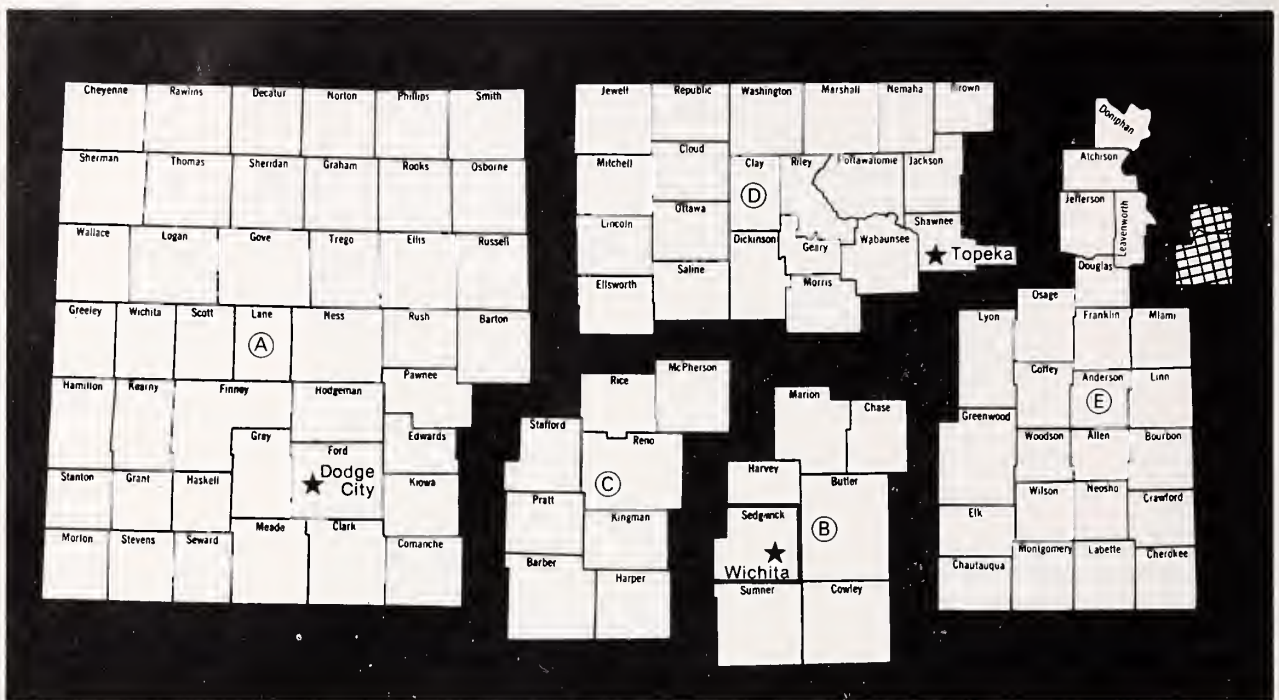 Cheyenne
Rawlins
Decatur
Norton
Phillips
Smith
Sherman
Thomas
Sheridan
Graham
Rooks
Osborne
Wallace
Logan
Gove
Trego
Ellis
Russell
Greeley
Wichita
Scott
Lane
Ness
Rush
Barton
A
Hamilton
Kearny
Finney
Hodgeman
Pawnee
Edwards
Gray
Ford
Dodge
City
Stanton
Grant
Haskell
Kiowa
Meade
Clark
Morton
Stevens
Seward
Comanche
Jewell
Republic
Washington
Marshall
Nemaha
Brown
Mitchell
Cloud
Clay
Riley
Pottawatomie
Jackson
D
Lincoln
Ottawa
Dickinson
Geary
Wabaunsee
Shawnee
Topeka
Ellsworth
Saline
Morris
Rice
McPherson
Stafford
Reno
C
Pratt
Kingman
Barber
Harper
Marion
Chase
Harvey
Butler
Sedgwick
B
Wichita
Sumner
Cowley
Doniphan
Atchison
Jefferson
Leavenworth
Douglas
Osage
Lyon
Franklin
Miami
Coffey
Anderson
Linn
E
Greenwood
Woodson
Allen
Bourbon
Wilson
Neosho
Crawford
Elk
Montgomery
Labette
Cherokee
Chautauqua